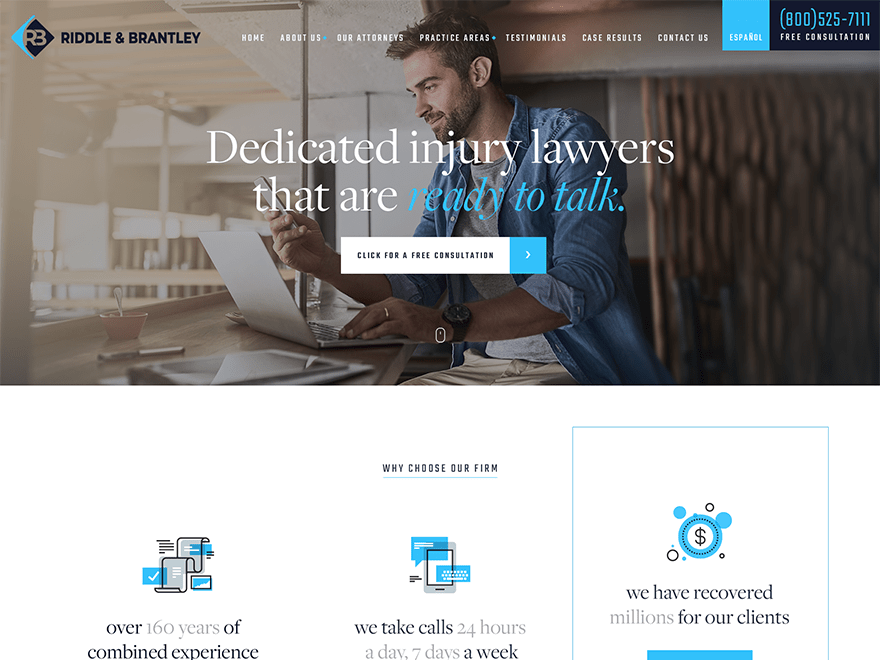 RB RIDDLE & BRANTLEY
HOME ABOUT US OUR ATTORNEYS PRACTICE AREAS TESTIMONIALS CASE RESULTS CONTACT US
ESPAÑOL
(800)525-7111
FREE CONSULTATION
Dedicated injury lawyers
that are ready to talk.
CLICK FOR A FREE CONSULTATION
WHY CHOOSE OUR FIRM
over 160 years of
combined experience
we take calls 24 hours
a day, 7 days a week
$
we have recovered
millions for our clients